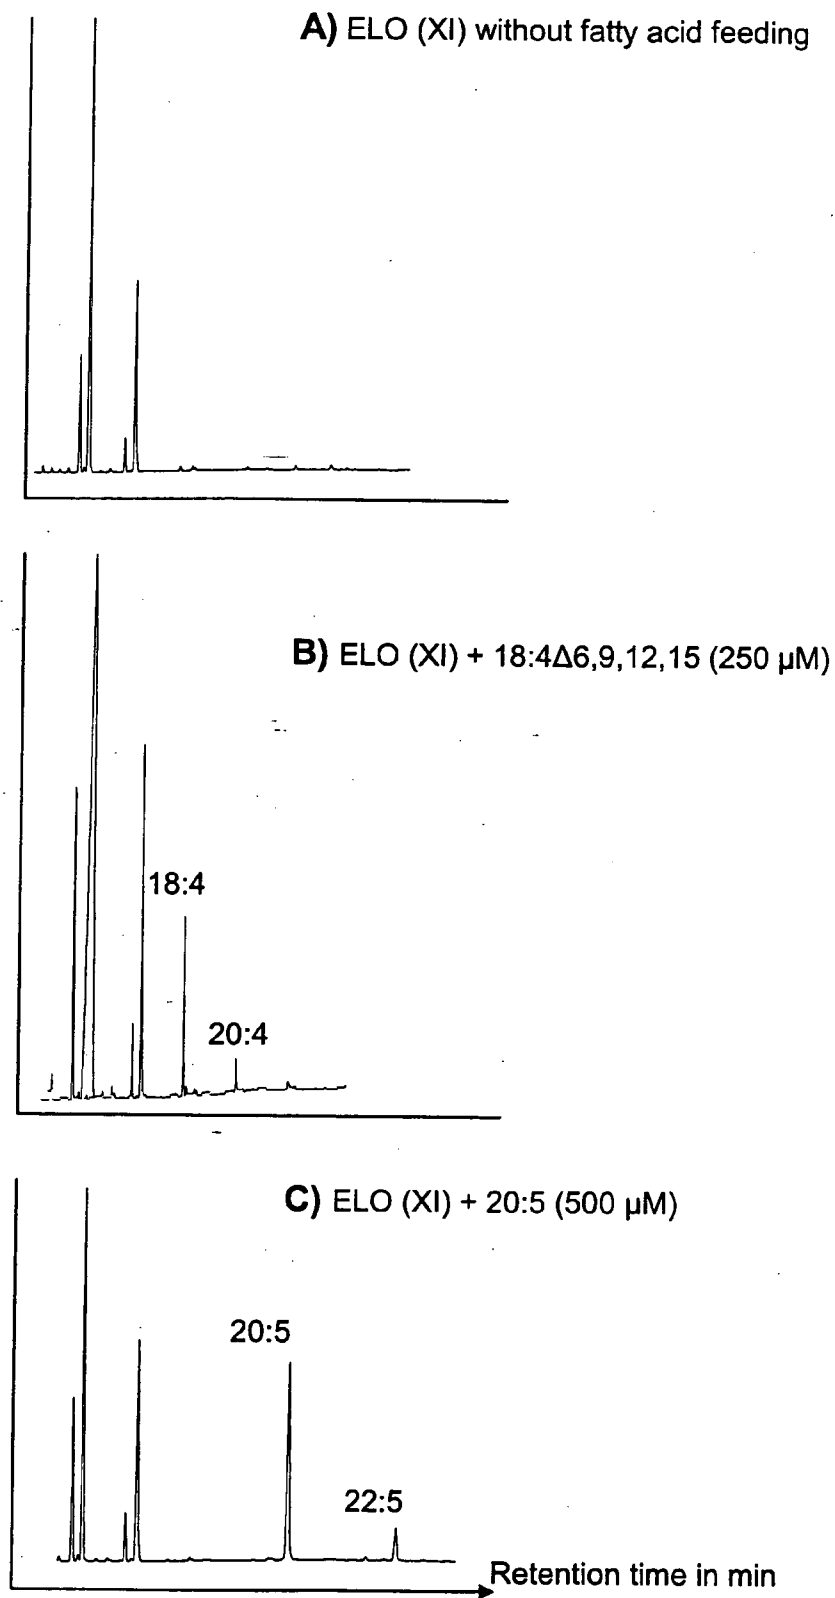 A) ELO (XI) without fatty acid feeding
B) ELO (XI) + 18:4Δ6,9,12,15 (250 μM)
18:4
20:4
C) ELO (XI) + 20:5 (500 μM)
20:5
22:5
Retention time in min